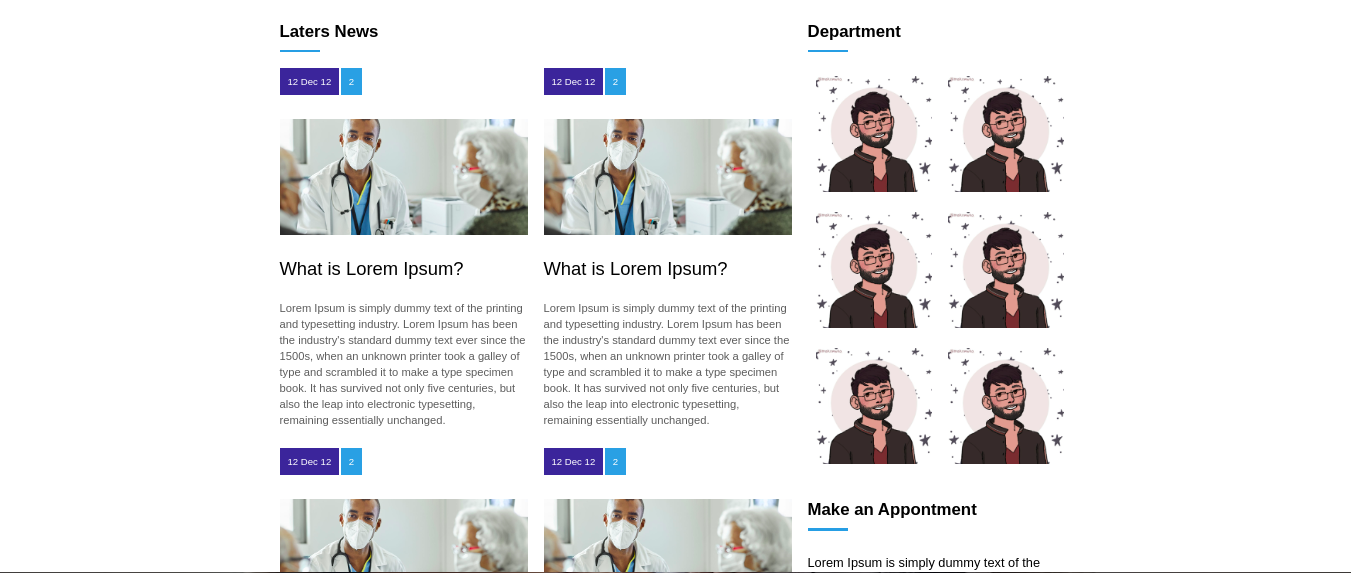 Laters News
12 Dec 12 2
12 Dec 12 2
What is Lorem Ipsum?
Lorem Ipsum is simply dummy text of the printing
and typesetting industry. Lorem Ipsum has been
the industry's standard dummy text ever since the
1500s, when an unknown printer took a galley of
type and scrambled it to make a type specimen
book. It has survived not only five centuries, but
also the leap into electronic typesetting,
remaining essentially unchanged.
What is Lorem Ipsum?
Lorem Ipsum is simply dummy text of the printing
and typesetting industry. Lorem Ipsum has been
the industry's standard dummy text ever since the
1500s, when an unknown printer took a galley of
type and scrambled it to make a type specimen
book. It has survived not only five centuries, but
also the leap into electronic typesetting,
remaining essentially unchanged.
12 Dec 12 2
12 Dec 12 2
Department
Make an Appontment
Lorem Ipsum is simply dummy text of the